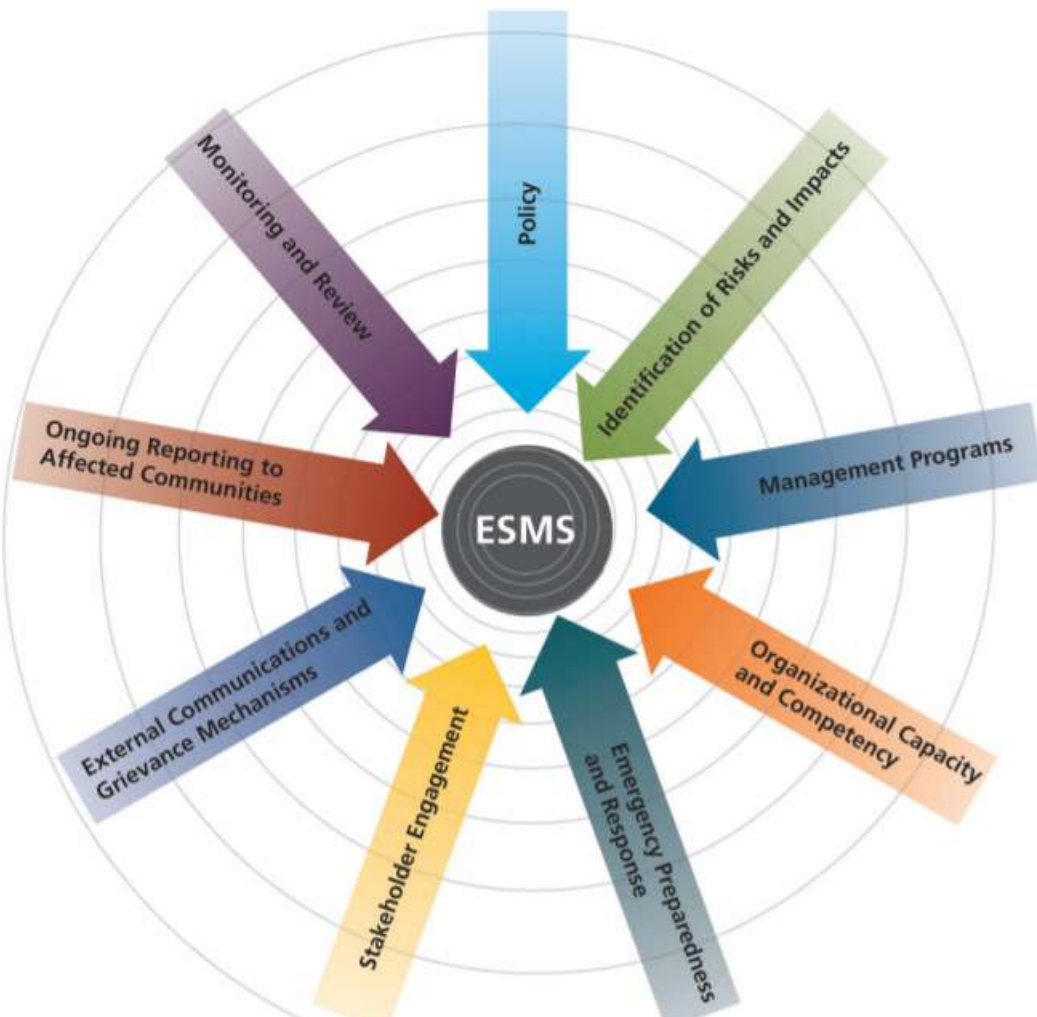 Policy
Identification of Risks and Impacts
Management Programs
Organizational Capacity
and Competency
Emergency Preparedness
and Response
Stakeholder Engagement
External Communications and
Grievance Mechanisms
Ongoing Reporting to
Affected Communities
Monitoring and Review
ESMS